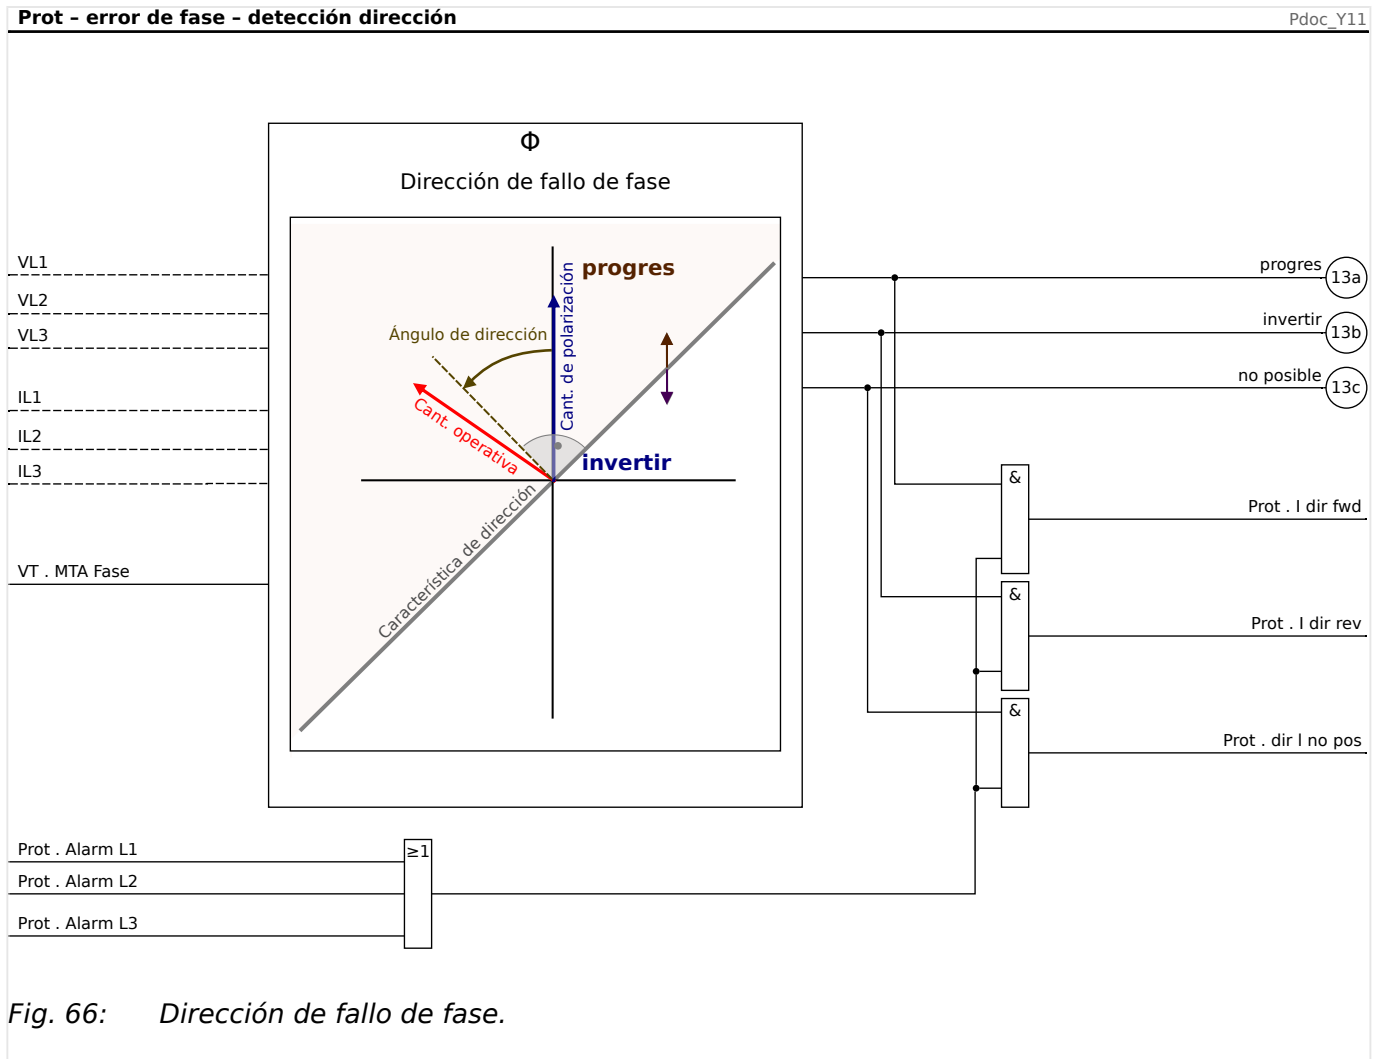 Prot – error de fase – detección dirección
Pdoc_Y11
Φ
Dirección de fallo de fase
VL1
VL2
VL3
IL1
IL2
IL3
VT . MTA Fase
progres
Cant. de polarización
Ángulo de dirección
Cant. operativa
invertir
Característica de dirección
progres
13a
invertir
13b
no posible
13c
&
Prot . I dir fwd
&
Prot . I dir rev
&
Prot . dir I no pos
Prot . Alarm L1
≥1
Prot . Alarm L2
Prot . Alarm L3
Fig. 66: Dirección de fallo de fase.